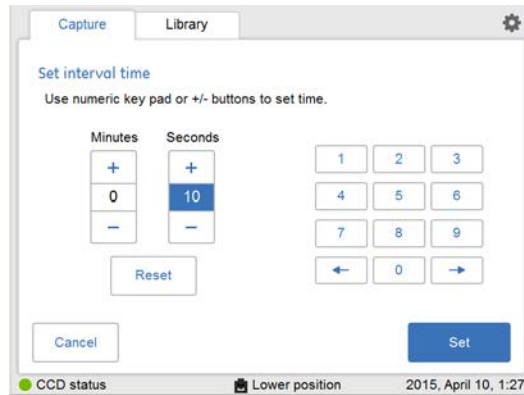 Capture Library
Set interval time
Use numeric key pad or +/- buttons to set time.
Minutes Seconds
+ +
0 10
− −
Reset
1 2 3
4 5 6
7 8 9
← 0 →
Cancel Set
CCD status Lower position 2015, April 10, 1:27